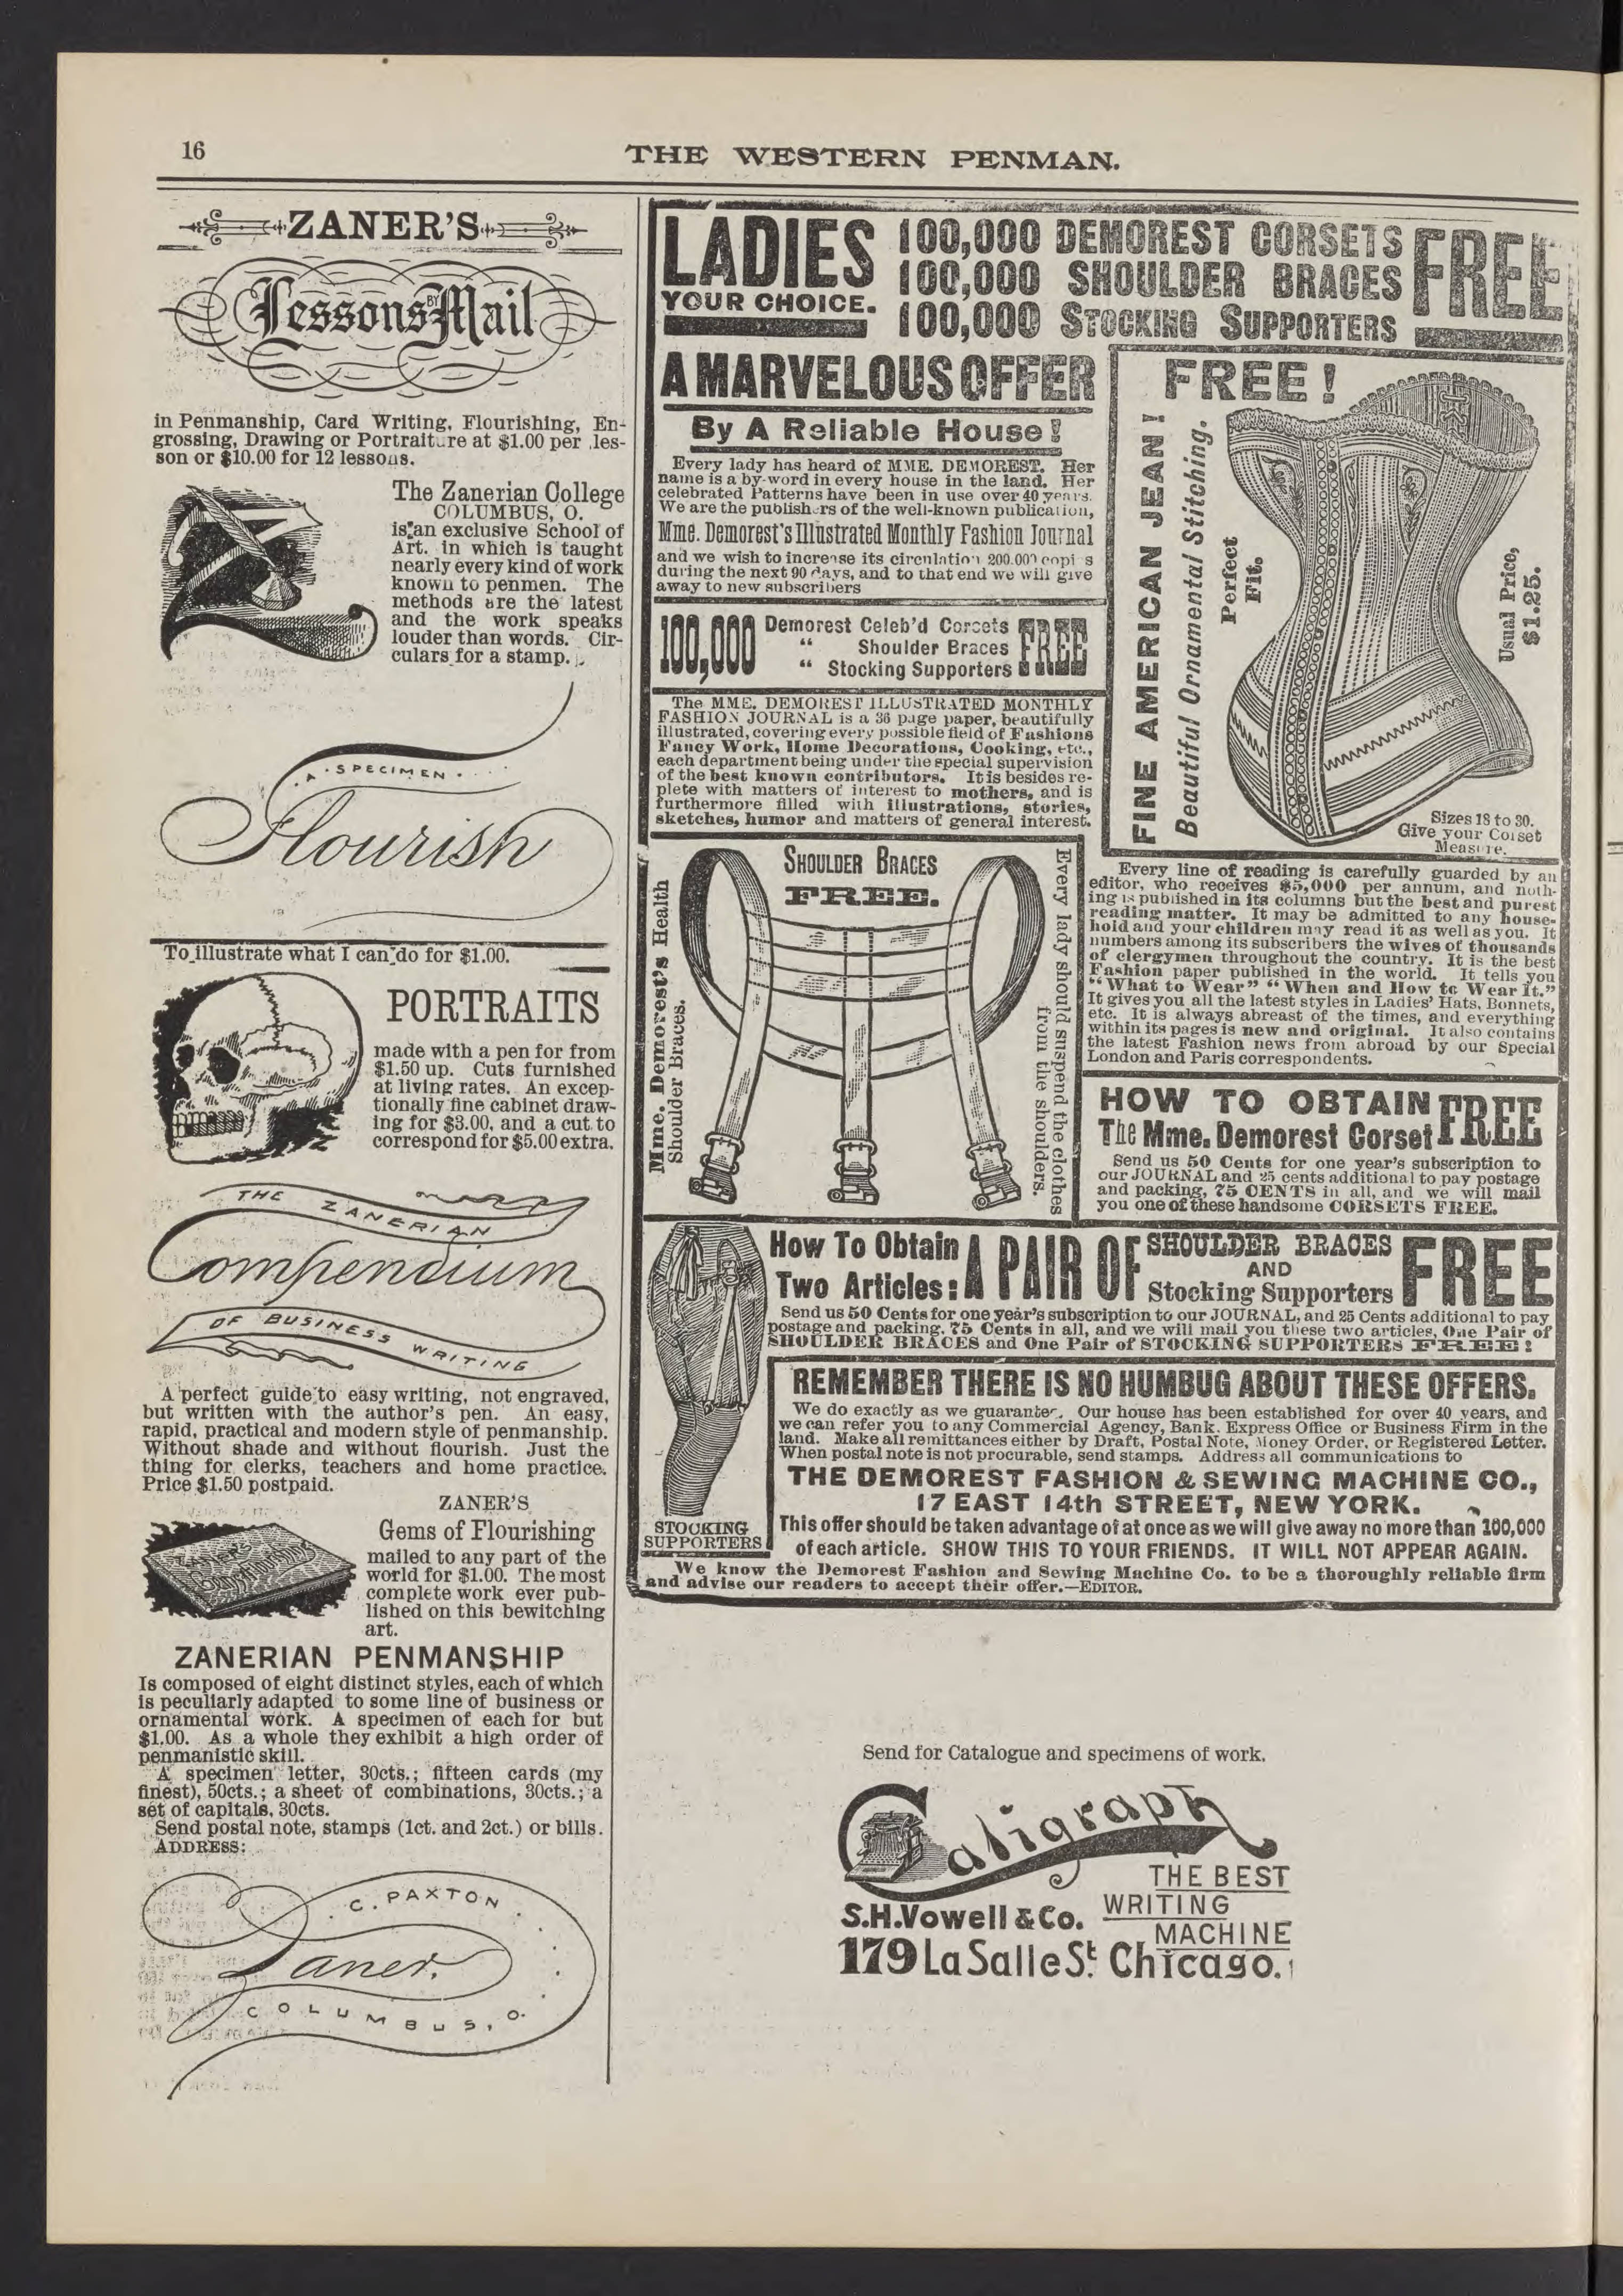 16
THE WESTERN PENMAN.
ZANER'S
Lessons BY Mail
in Penmanship, Card Writing, Flourishing, En-
grossing, Drawing or Portraiture at $1.00 per les-
son or $10.00 for 12 lessons.
The Zanerian College
COLUMBUS, O.
is an exclusive School of
Art. in which is taught
nearly every kind of work
known to penmen. The
methods are the latest
and the work speaks
louder than words. Cir-
culars for a stamp.
A SPECIMEN
Flourish
To illustrate what I can do for $1.00.
PORTRAITS
made with a pen for from
$1.50 up. Cuts furnished
at living rates. An excep-
tionally fine cabinet draw-
ing for $3.00, and a cut to
correspond for $5.00 extra.
THE ZANERIAN
Compendium
OF BUSINESS WRITING
A perfect guide to easy writing, not engraved,
but written with the author's pen. An easy,
rapid, practical and modern style of penmanship.
Without shade and without flourish. Just the
thing for clerks, teachers and home practice.
Price $1.50 postpaid.
ZANER'S
Gems of Flourishing
mailed to any part of the
world for $1.00. The most
complete work ever pub-
lished on this bewitching
art.
ZANER'S
ZANERIAN PENMANSHIP
Is composed of eight distinct styles, each of which
is peculiarly adapted to some line of business or
ornamental work. A specimen of each for but
$1.00. As a whole they exhibit a high order of
penmanistic skill.
A specimen letter, 30cts.; fifteen cards (my
finest), 50cts.; a sheet of combinations, 30cts.; a
set of capitals, 30cts.
Send postal note, stamps (1ct. and 2ct.) or bills.
ADDRESS:
C. PAXTON
Zaner.
COLUMBUS, O.
LADIES
YOUR CHOICE.
100,000 DEMOREST CORSETS
100,000 SHOULDER BRACES
100,000 STOCKING SUPPORTERS
FREE
A MARVELOUS OFFER
By A Reliable House!
Every lady has heard of MME. DEMOREST. Her
name is a by-word in every house in the land. Her
celebrated Patterns have been in use over 40 years.
We are the publishers of the well-known publication,
Mme. Demorest's Illustrated Monthly Fashion Journal
and we wish to increase its circulation 200.000 copi s
during the next 90 days, and to that end we will give
away to new subscribers
100,000
Demorest Celeb'd Corsets
" Shoulder Braces
" Stocking Supporters
FREE
The MME. DEMOREST ILLUSTRATED MONTHLY
FASHION JOURNAL is a 36 page paper, beautifully
illustrated, covering every possible field of Fashions
Fancy Work, Home Decorations, Cooking, etc.,
each department being under the special supervision
of the best known contributors. It is besides re-
plete with matters of interest to mothers, and is
furthermore filled with illustrations, stories,
sketches, humor and matters of general interest.
FREE!
FINE AMERICAN JEAN!
Beautiful Ornamental Stitching.
Perfect
Fit.
Usual Price,
$1.25.
Sizes 18 to 30.
Give your Corset
Measure.
Mme. Demorest's Health
Shoulder Braces.
SHOULDER BRACES
FREE.
Every lady should suspend the clothes
from the shoulders.
Every line of reading is carefully guarded by an
editor, who receives $5,000 per annum, and noth-
ing is published in its columns but the best and purest
reading matter. It may be admitted to any house-
hold and your children may read it as well as you. It
numbers among its subscribers the wives of thousands
of clergymen throughout the country. It is the best
Fashion paper published in the world. It tells you
"What to Wear" "When and How to Wear It."
It gives you all the latest styles in Ladies' Hats, Bonnets,
etc. It is always abreast of the times, and everything
within its pages is new and original. It also contains
the latest Fashion news from abroad by our Special
London and Paris correspondents.
HOW TO OBTAIN
The Mme. Demorest Corset
FREE
Send us 50 Cents for one year's subscription to
our JOURNAL and 25 cents additional to pay postage
and packing, 75 CENTS in all, and we will mail
you one of these handsome CORSETS FREE.
How To Obtain
Two Articles:
A PAIR OF
SHOULDER BRACES
AND
Stocking Supporters
FREE
Send us 50 Cents for one year's subscription to our JOURNAL, and 25 Cents additional to pay
postage and packing, 75 Cents in all, and we will mail you these two articles, One Pair of
SHOULDER BRACES and One Pair of STOCKING SUPPORTERS FREE!
STOCKING
SUPPORTERS
REMEMBER THERE IS NO HUMBUG ABOUT THESE OFFERS.
We do exactly as we guarantee. Our house has been established for over 40 years, and
we can refer you to any Commercial Agency, Bank. Express Office or Business Firm in the
land. Make all remittances either by Draft, Postal Note, Money Order, or Registered Letter.
When postal note is not procurable, send stamps. Address all communications to
THE DEMOREST FASHION & SEWING MACHINE CO.,
17 EAST 14th STREET, NEW YORK.
This offer should be taken advantage of at once as we will give away no more than 100,000
of each article. SHOW THIS TO YOUR FRIENDS. IT WILL NOT APPEAR AGAIN.
We know the Demorest Fashion and Sewing Machine Co. to be a thoroughly reliable firm
and advise our readers to accept their offer.—EDITOR.
Send for Catalogue and specimens of work.
Caligraph
THE BEST
WRITING
MACHINE
S.H.Vowell & Co.
179 La Salle St. Chicago.